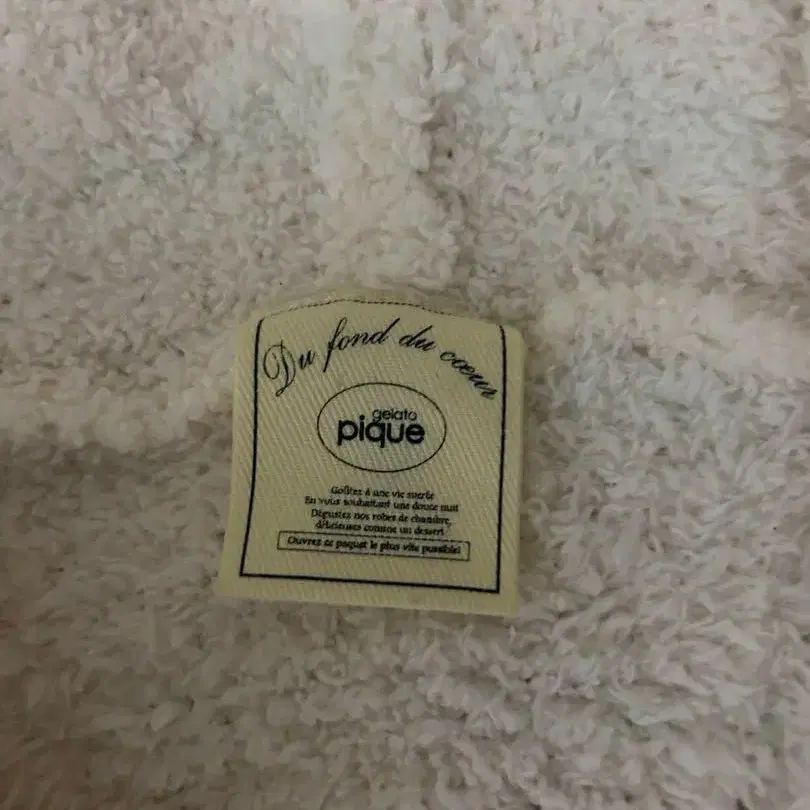 Du fond du cœur
gelato
pique
Goûtez à une vie sucrée
En vous souhaitant une douce nuit
Dégustez nos robes de chambre,
délicieuses comme un dessert
Ouvrez ce paquet le plus vite possible!